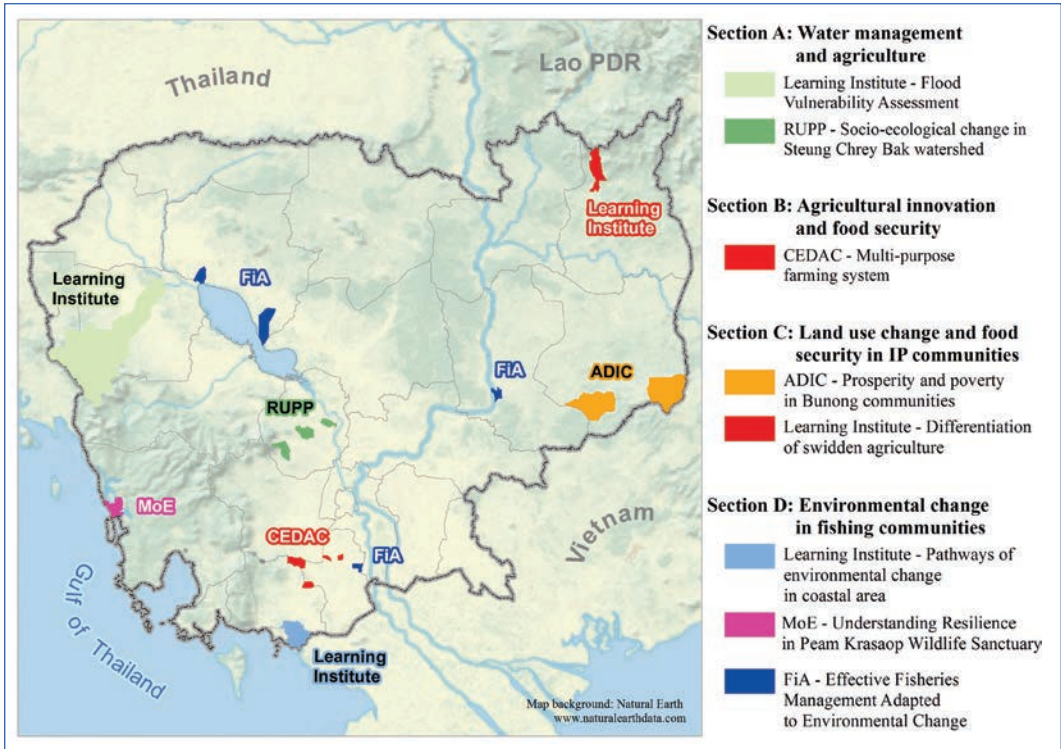 Thailand
Lao PDR
Learning
Institute
Learning
Institute
FiA
FiA
ADIC
RUPP
MoE
CEDAC
FiA
Vietnam
Gulf of Thailand
Learning
Institute
Map background: Natural Earth
www.naturalearthdata.com
Section A: Water management
and agriculture
Learning Institute - Flood
Vulnerability Assessment
RUPP - Socio-ecological change in
Steung Chrey Bak watershed
Section B: Agricultural innovation
and food security
CEDAC - Multi-purpose
farming system
Section C: Land use change and food
security in IP communities
ADIC - Prosperity and poverty
in Bunong communities
Learning Institute - Differentiation
of swidden agriculture
Section D: Environmental change
in fishing communities
Learning Institute - Pathways of
environmental change
in coastal area
MoE - Understanding Resilience
in Peam Krasaop Wildlife Sanctuary
FiA - Effective Fisheries
Management Adapted
to Environmental Change